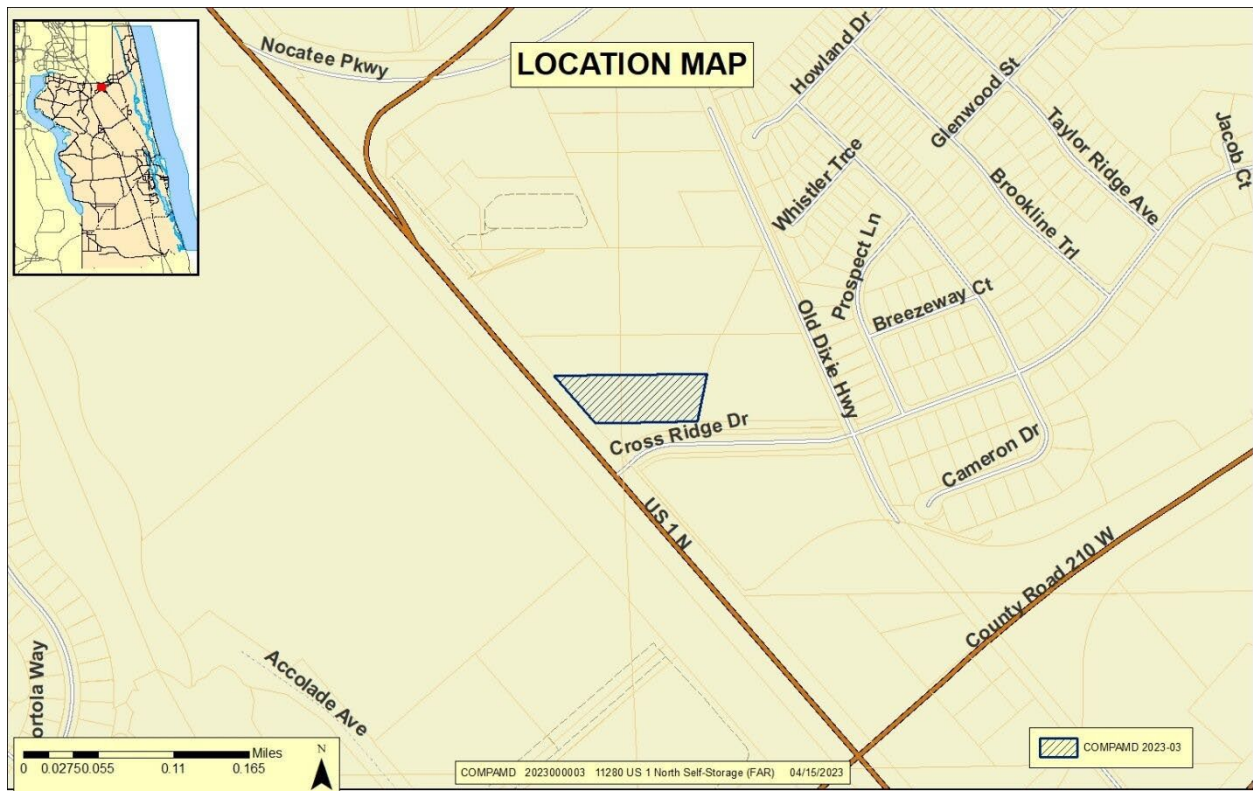 Nocatee Pkwy
LOCATION MAP
Howland Dr
Glenwood St
Taylor Ridge Ave
Jacob Ct
Whistler Trce
Brookline Trl
Prospect Ln
Breezeway Ct
Old Dixie Hwy
Cross Ridge Dr
Cameron Dr
US 1 N
County Road 210 W
ortola Way
Accolade Ave
Miles
0 0.0275 0.055 0.11 0.165
N
COMPAMD 2023000003 11280 US 1 North Self-Storage (FAR) 04/15/2023
COMPAMD 2023-03